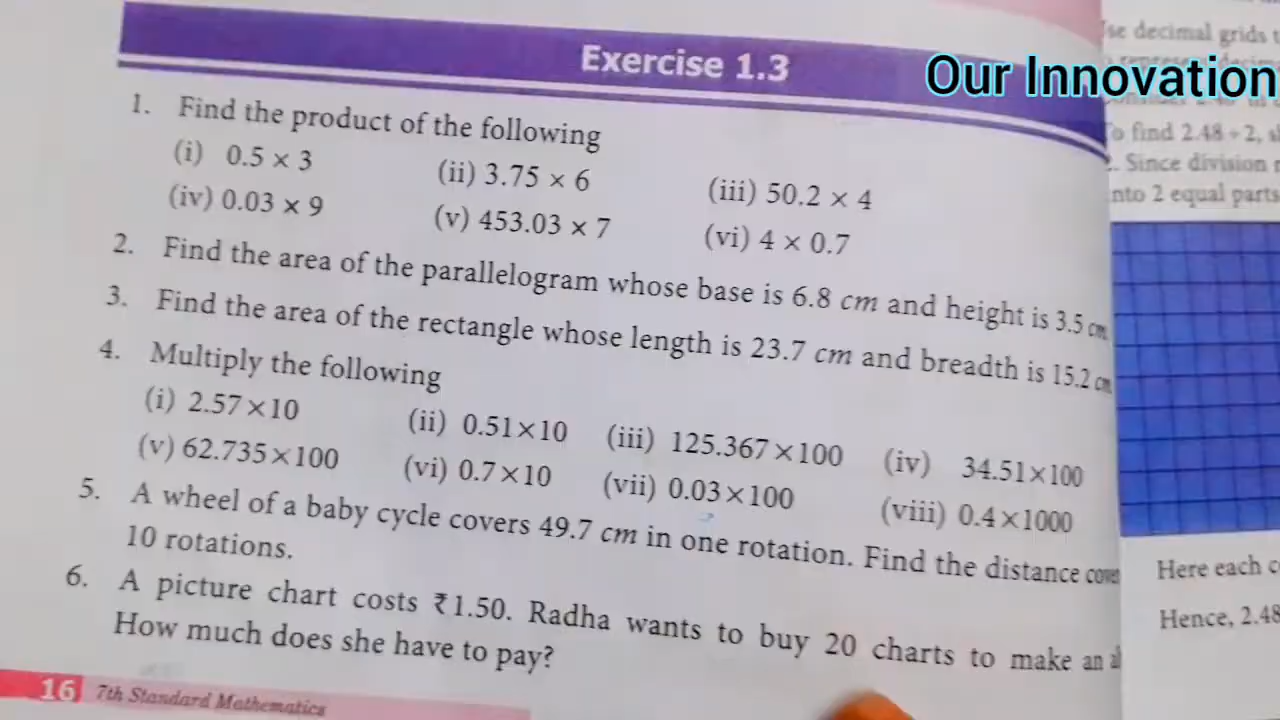 Exercise 1.3
Our Innovation
1. Find the product of the following
(i) 0.5 × 3 (ii) 3.75 × 6 (iii) 50.2 × 4
(iv) 0.03 × 9 (v) 453.03 × 7 (vi) 4 × 0.7
2. Find the area of the parallelogram whose base is 6.8 cm and height is 3.5 cm
3. Find the area of the rectangle whose length is 23.7 cm and breadth is 15.2 cm
4. Multiply the following
(i) 2.57×10 (ii) 0.51×10 (iii) 125.367×100 (iv) 34.51×100
(v) 62.735×100 (vi) 0.7×10 (vii) 0.03×100 (viii) 0.4×1000
5. A wheel of a baby cycle covers 49.7 cm in one rotation. Find the distance
10 rotations.
6. A picture chart costs ₹1.50. Radha wants to buy 20 charts to make an
How much does she have to pay?
16 7th Standard Mathematics
se decimal grids
To find 2.48 ÷ 2,
. Since division
nto 2 equal parts
Here each
Hence, 2.48